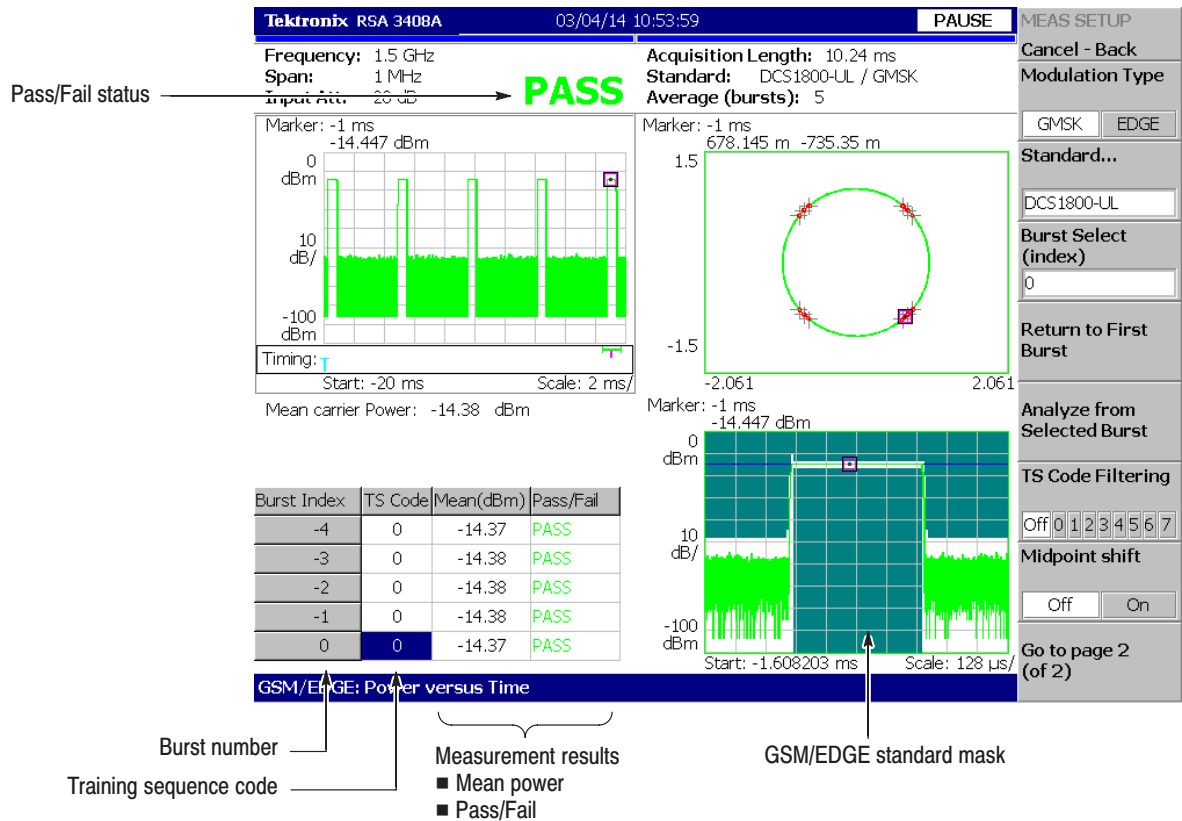 Tektronix RSA 3408A 03/04/14 10:53:59 PAUSE
Frequency: 1.5 GHz
Span: 1 MHz
Input Att: 20 dB
PASS
Acquisition Length: 10.24 ms
Standard: DCS1800-UL / GMSK
Average (bursts): 5
Pass/Fail status
Marker: -1 ms
-14.447 dBm
0
dBm
10
dB/
-100
dBm
Timing:
T
T
Start: -20 ms Scale: 2 ms/
Marker: -1 ms
678.145 m -735.35 m
1.5
-1.5
-2.061 2.061
Mean carrier Power: -14.38 dBm
Marker: -1 ms
-14.447 dBm
0
dBm
10
dB/
-100
dBm
Start: -1.608203 ms Scale: 128 µs/
Burst Index TS Code Mean(dBm) Pass/Fail
-4 0 -14.37 PASS
-3 0 -14.38 PASS
-2 0 -14.38 PASS
-1 0 -14.38 PASS
0 0 -14.37 PASS
GSM/EDGE: Power versus Time
MEAS SETUP
Cancel - Back
Modulation Type
GMSK EDGE
Standard...
DCS1800-UL
Burst Select
(index)
0
Return to First
Burst
Analyze from
Selected Burst
TS Code Filtering
Off 0 1 2 3 4 5 6 7
Midpoint shift
Off On
Go to page 2
(of 2)
Burst number
Training sequence code
Measurement results
■ Mean power
■ Pass/Fail
GSM/EDGE standard mask